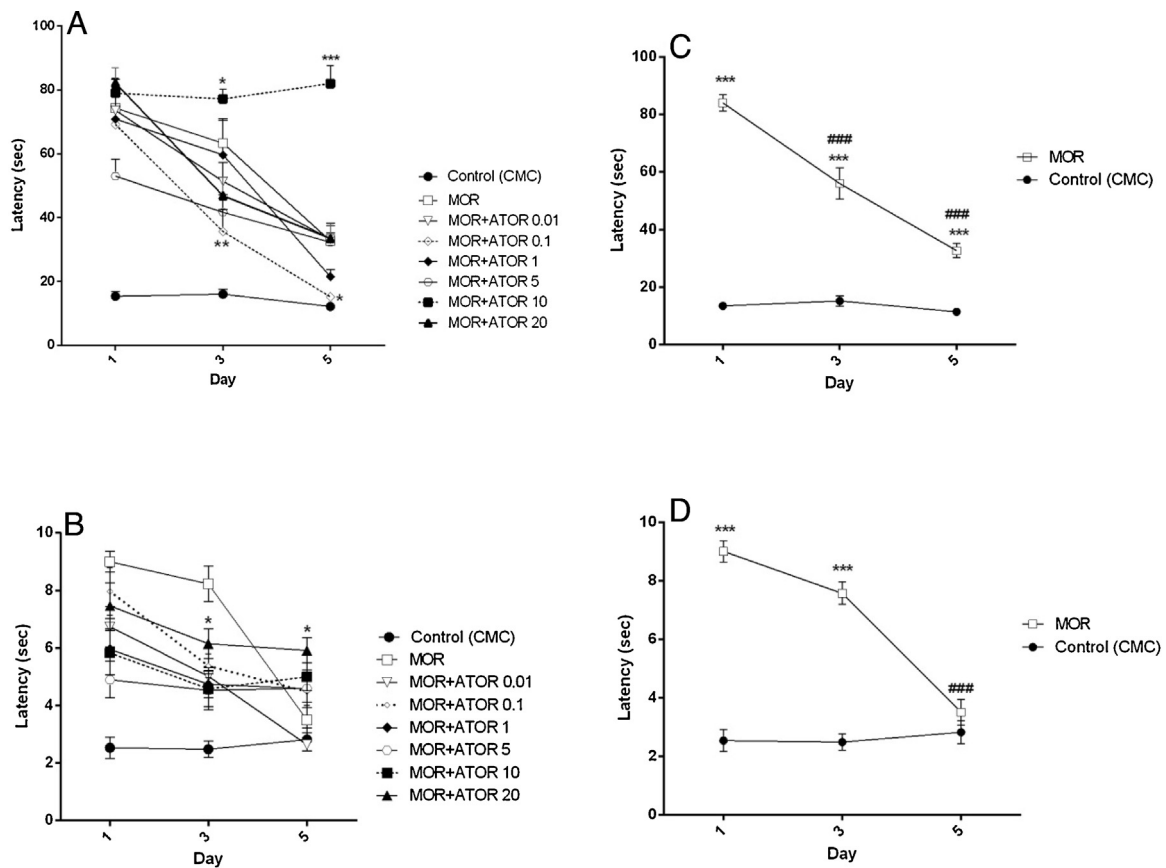 A
100
80
60
40
20
0
Latency (sec)
*
***
**
*
1
3
5
Day
Control (CMC)
MOR
MOR+ATOR 0.01
MOR+ATOR 0.1
MOR+ATOR 1
MOR+ATOR 5
MOR+ATOR 10
MOR+ATOR 20
C
100
80
60
40
20
0
Latency (sec)
***
###
***
###
***
1
3
5
Day
MOR
Control (CMC)
B
10
8
6
4
2
0
Latency (sec)
*
*
1
3
5
Day
Control (CMC)
MOR
MOR+ATOR 0.01
MOR+ATOR 0.1
MOR+ATOR 1
MOR+ATOR 5
MOR+ATOR 10
MOR+ATOR 20
D
10
8
6
4
2
0
Latency (sec)
***
***
###
1
3
5
Day
MOR
Control (CMC)